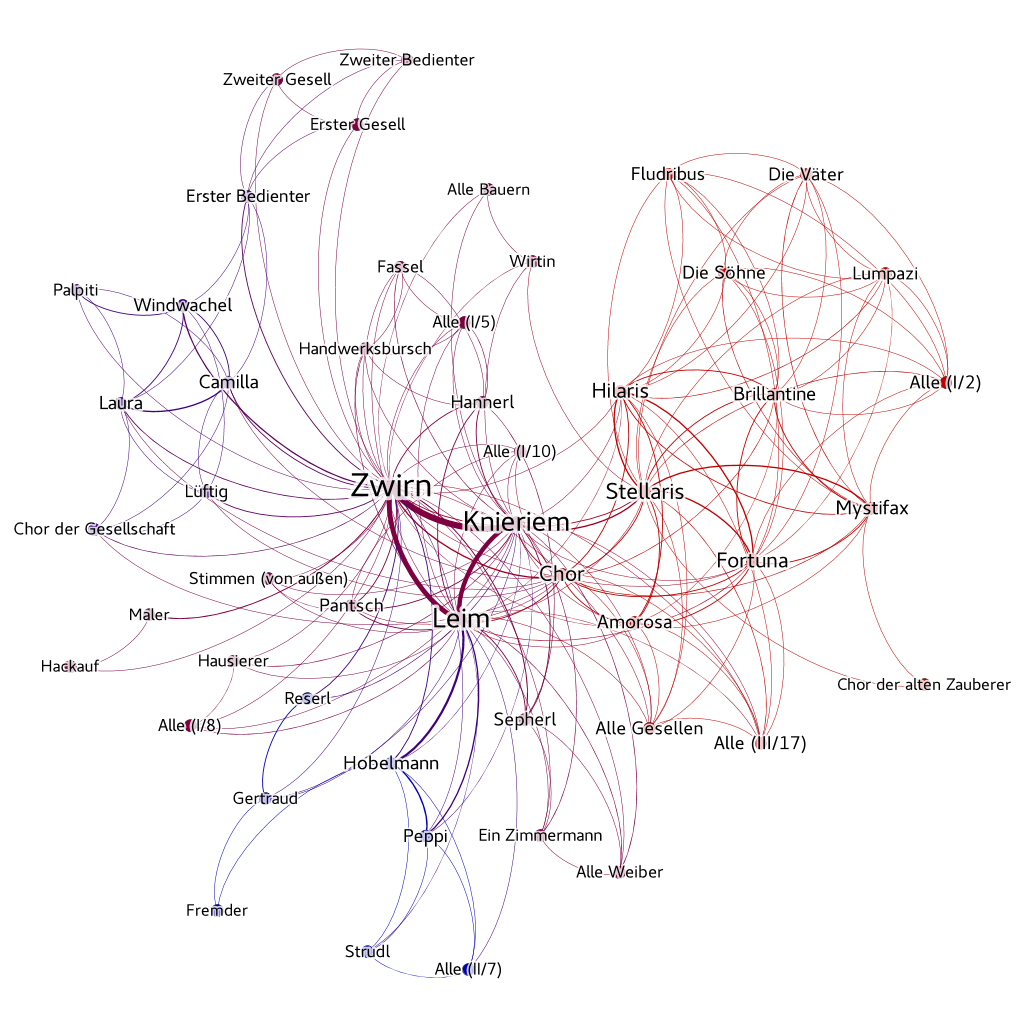 Zweiter Bedienter
Zweiter Gesell
Erster Gesell
Fludribus
Die Väter
Alle Bauern
Erster Bedienter
Wirtin
Fassel
Die Söhne
Lumpazi
Palpiti
Windwachel
Alle (I/5)
Handwerksbursch
Camilla
Alle (I/2)
Hilaris
Brillantine
Laura
Hannerl
Alle (I/10)
Zwirn
Lüftig
Stellaris
Mystifax
Knieriem
Chor der Gesellschaft
Fortuna
Chor
Stimmen (von außen)
Pantsch
Maler
Leim
Amorosa
Hausierer
Hackauf
Chor der alten Zauberer
Reserl
Sepherl
Alle (I/8)
Alle Gesellen
Alle (III/17)
Hobelmann
Gertraud
Peppi
Ein Zimmermann
Alle Weiber
Fremder
Strudl
Alle (II/7)